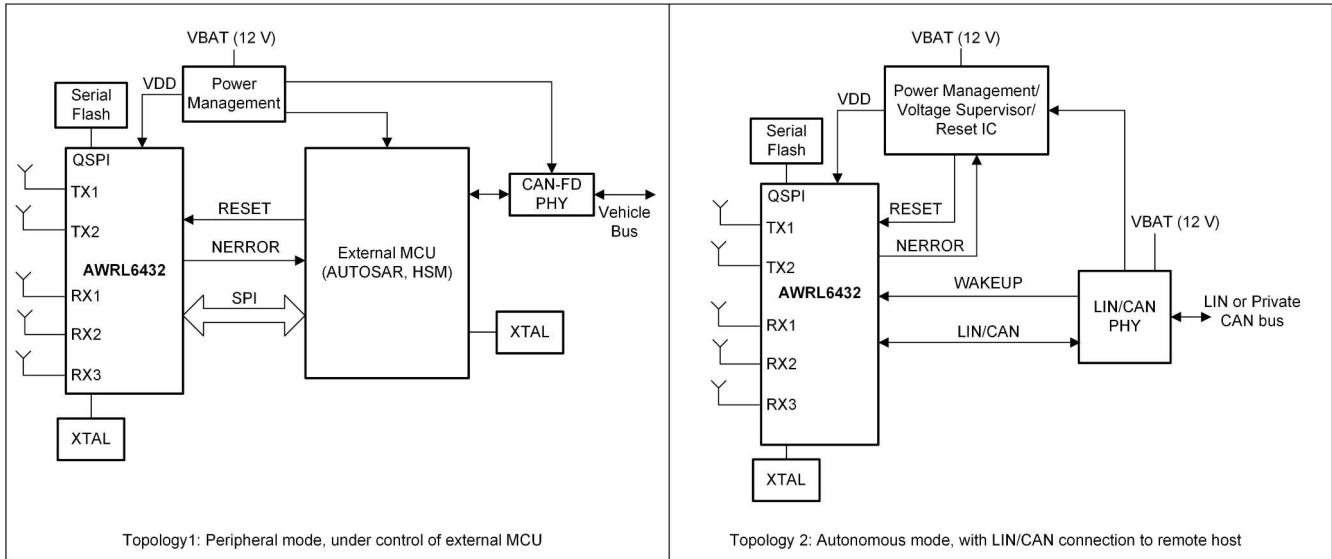 VBAT (12 V)
VDD
Power
Management
Serial
Flash
QSPI
TX1
TX2
AWRL6432
RX1
RX2
RX3
RESET
NERROR
SPI
External MCU
(AUTOSAR, HSM)
CAN-FD
PHY
Vehicle
Bus
XTAL
XTAL
Topology1: Peripheral mode, under control of external MCU
VBAT (12 V)
VDD
Power Management/
Voltage Supervisor/
Reset IC
Serial
Flash
QSPI
TX1
TX2
AWRL6432
RX1
RX2
RX3
RESET
NERROR
WAKEUP
LIN/CAN
VBAT (12 V)
LIN/CAN
PHY
LIN or Private
CAN bus
XTAL
Topology 2: Autonomous mode, with LIN/CAN connection to remote host